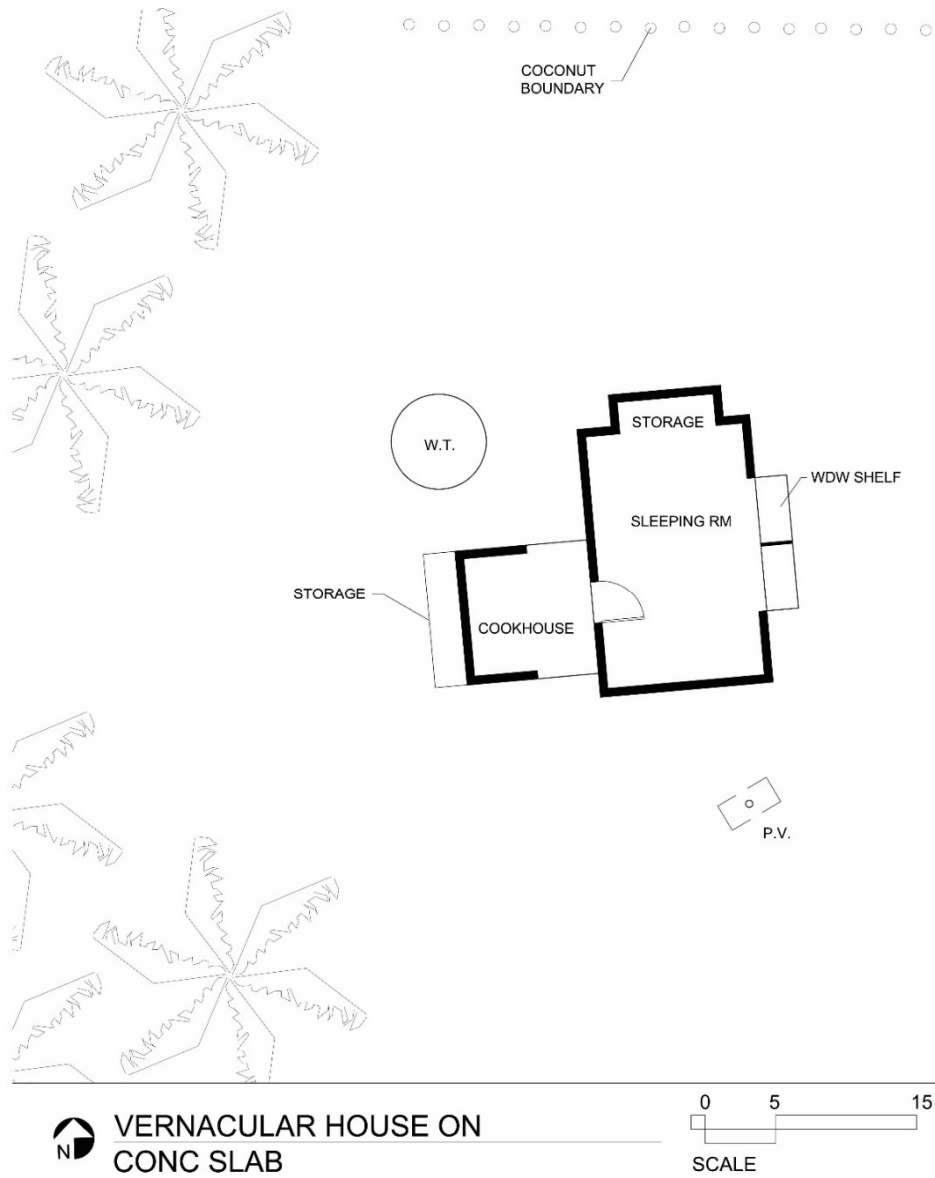 COCONUT
BOUNDARY
STORAGE
W.T.
WDW SHELF
SLEEPING RM
STORAGE
COOKHOUSE
P.V.
N
VERNACULAR HOUSE ON
CONC SLAB
0 5 15
SCALE